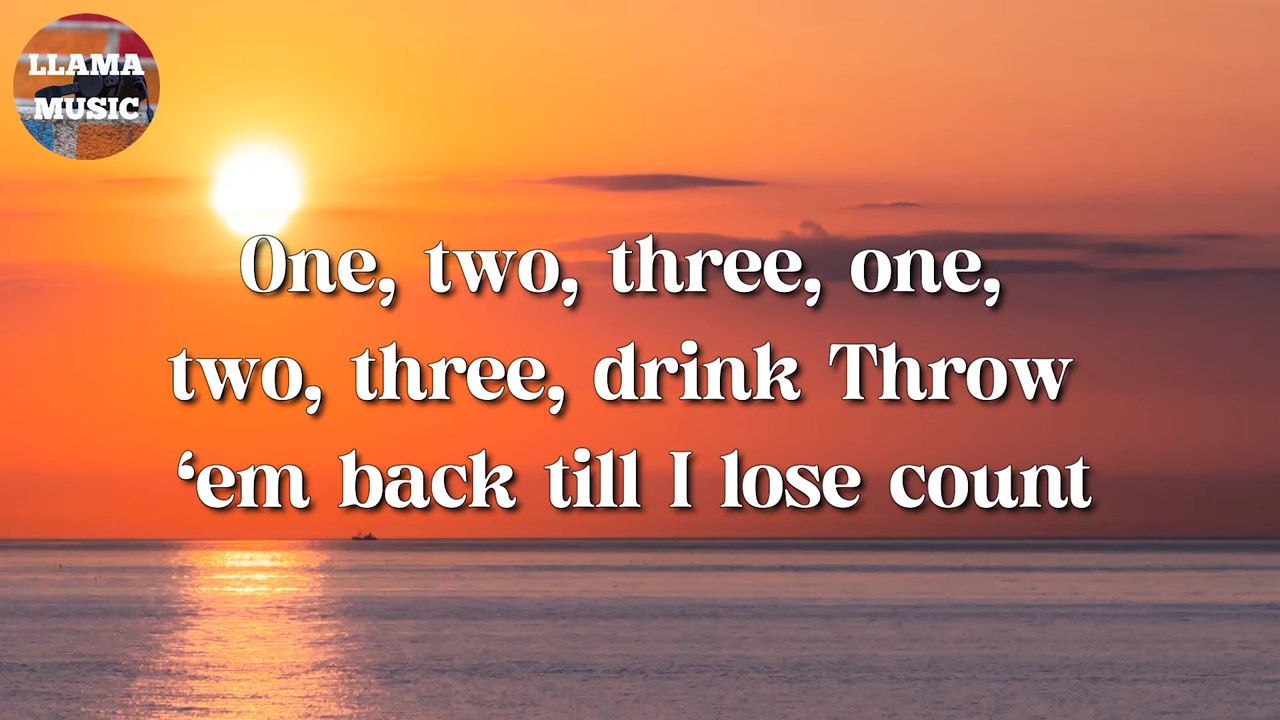 LLAMA
MUSIC
One, two, three, one,
two, three, drink Throw
‘em back till I lose count